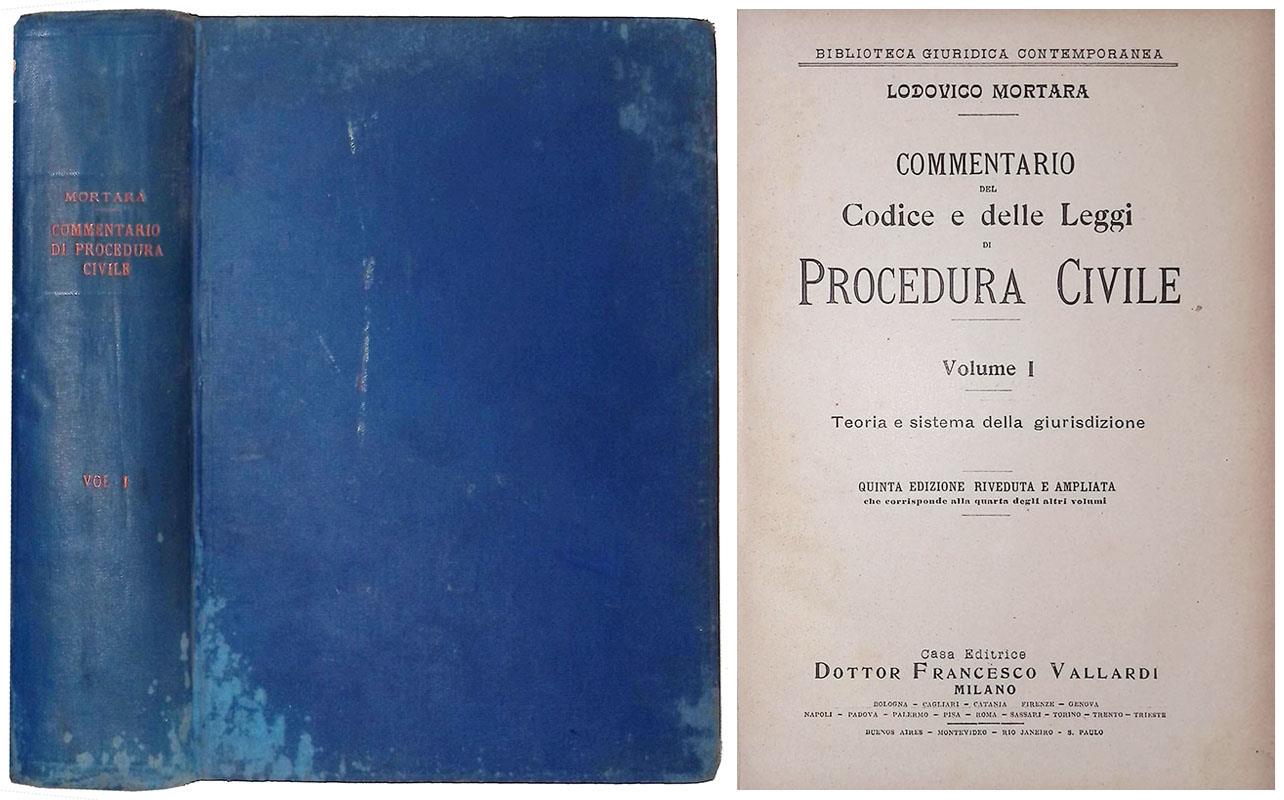 MORTARA
COMMENTARIO
DI PROCEDURA
CIVILE
VOL. I
BIBLIOTECA GIURIDICA CONTEMPORANEA
LODOVICO MORTARA
COMMENTARIO
DEL
Codice e delle Leggi
DI
PROCEDURA CIVILE
Volume I
Teoria e sistema della giurisdizione
QUINTA EDIZIONE RIVEDUTA E AMPLIATA
che corrisponde alla quarta degli altri volumi
Casa Editrice
DOTTOR FRANCESCO VALLARDI
MILANO
BOLOGNA - CAGLIARI - CATANIA FIRENZE - GENOVA
NAPOLI - PADOVA - PALERMO - PISA - ROMA - SASSARI - TORINO - TRENTO - TRIESTE
BUENOS AIRES - MONTEVIDEO - RIO JANEIRO - S. PAULO